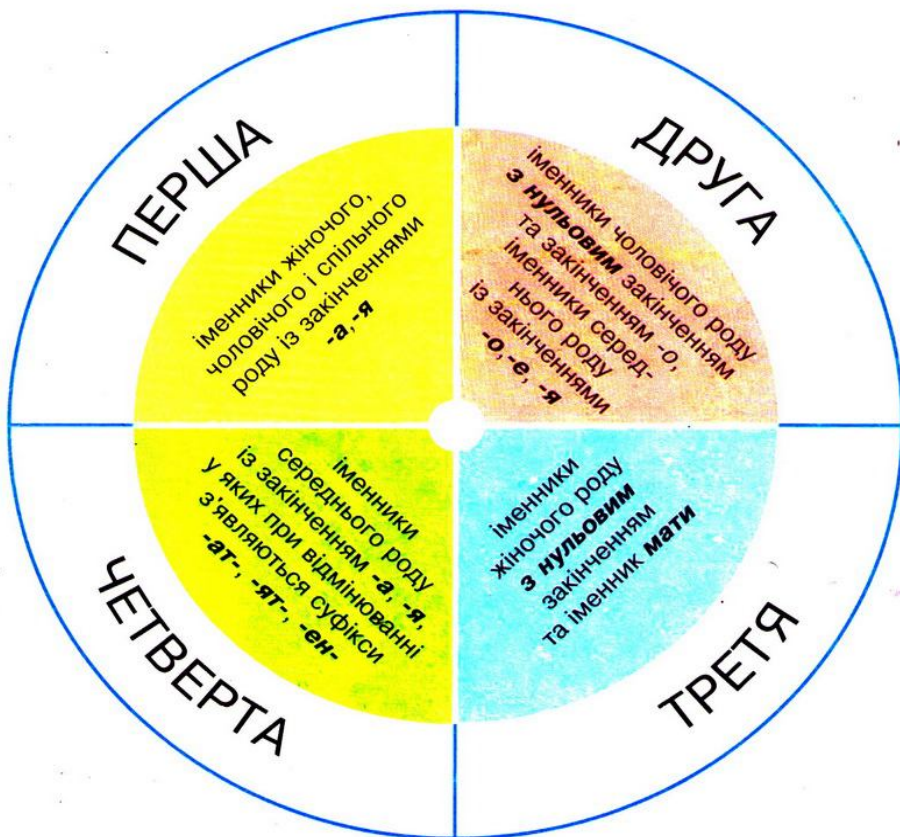 ПЕРША
іменники жіночого,
чоловічого і спільного
роду із закінченнями
-а,-я
ДРУГА
іменники чоловічого роду
з нульовим закінченням
та закінченням -о,
іменники серед-
нього роду
із закінченнями
-о,-е, -я
ТРЕТЯ
іменники
жіночого роду
з нульовим
закінченням
та іменник мати
ЧЕТВЕРТА
іменники
середнього роду
із закінченням -а, -я,
у яких при відмінюванні
з'являються суфікси
-ат-, -ят-, -ен-